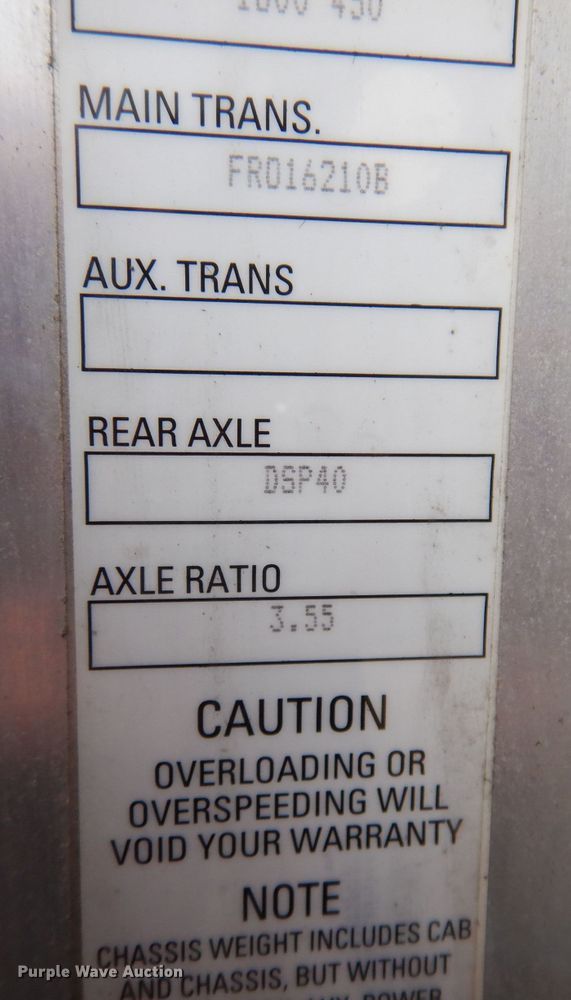 MAIN TRANS.
FRO16210B
AUX. TRANS
REAR AXLE
DSP40
AXLE RATIO
3.55
CAUTION
OVERLOADING OR
OVERSPEEDING WILL
VOID YOUR WARRANTY
NOTE
CHASSIS WEIGHT INCLUDES CAB
AND CHASSIS, BUT WITHOUT
POWER
Purple Wave Auction